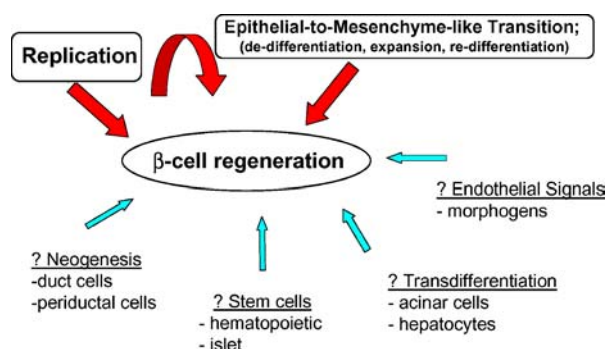 Replication
Epithelial-to-Mesenchyme-like Transition;
(de-differentiation, expansion, re-differentiation)
β-cell regeneration
? Endothelial Signals
- morphogens
? Neogenesis
-duct cells
-periductal cells
? Stem cells
- hematopoietic
- islet
? Transdifferentiation
- acinar cells
- hepatocytes